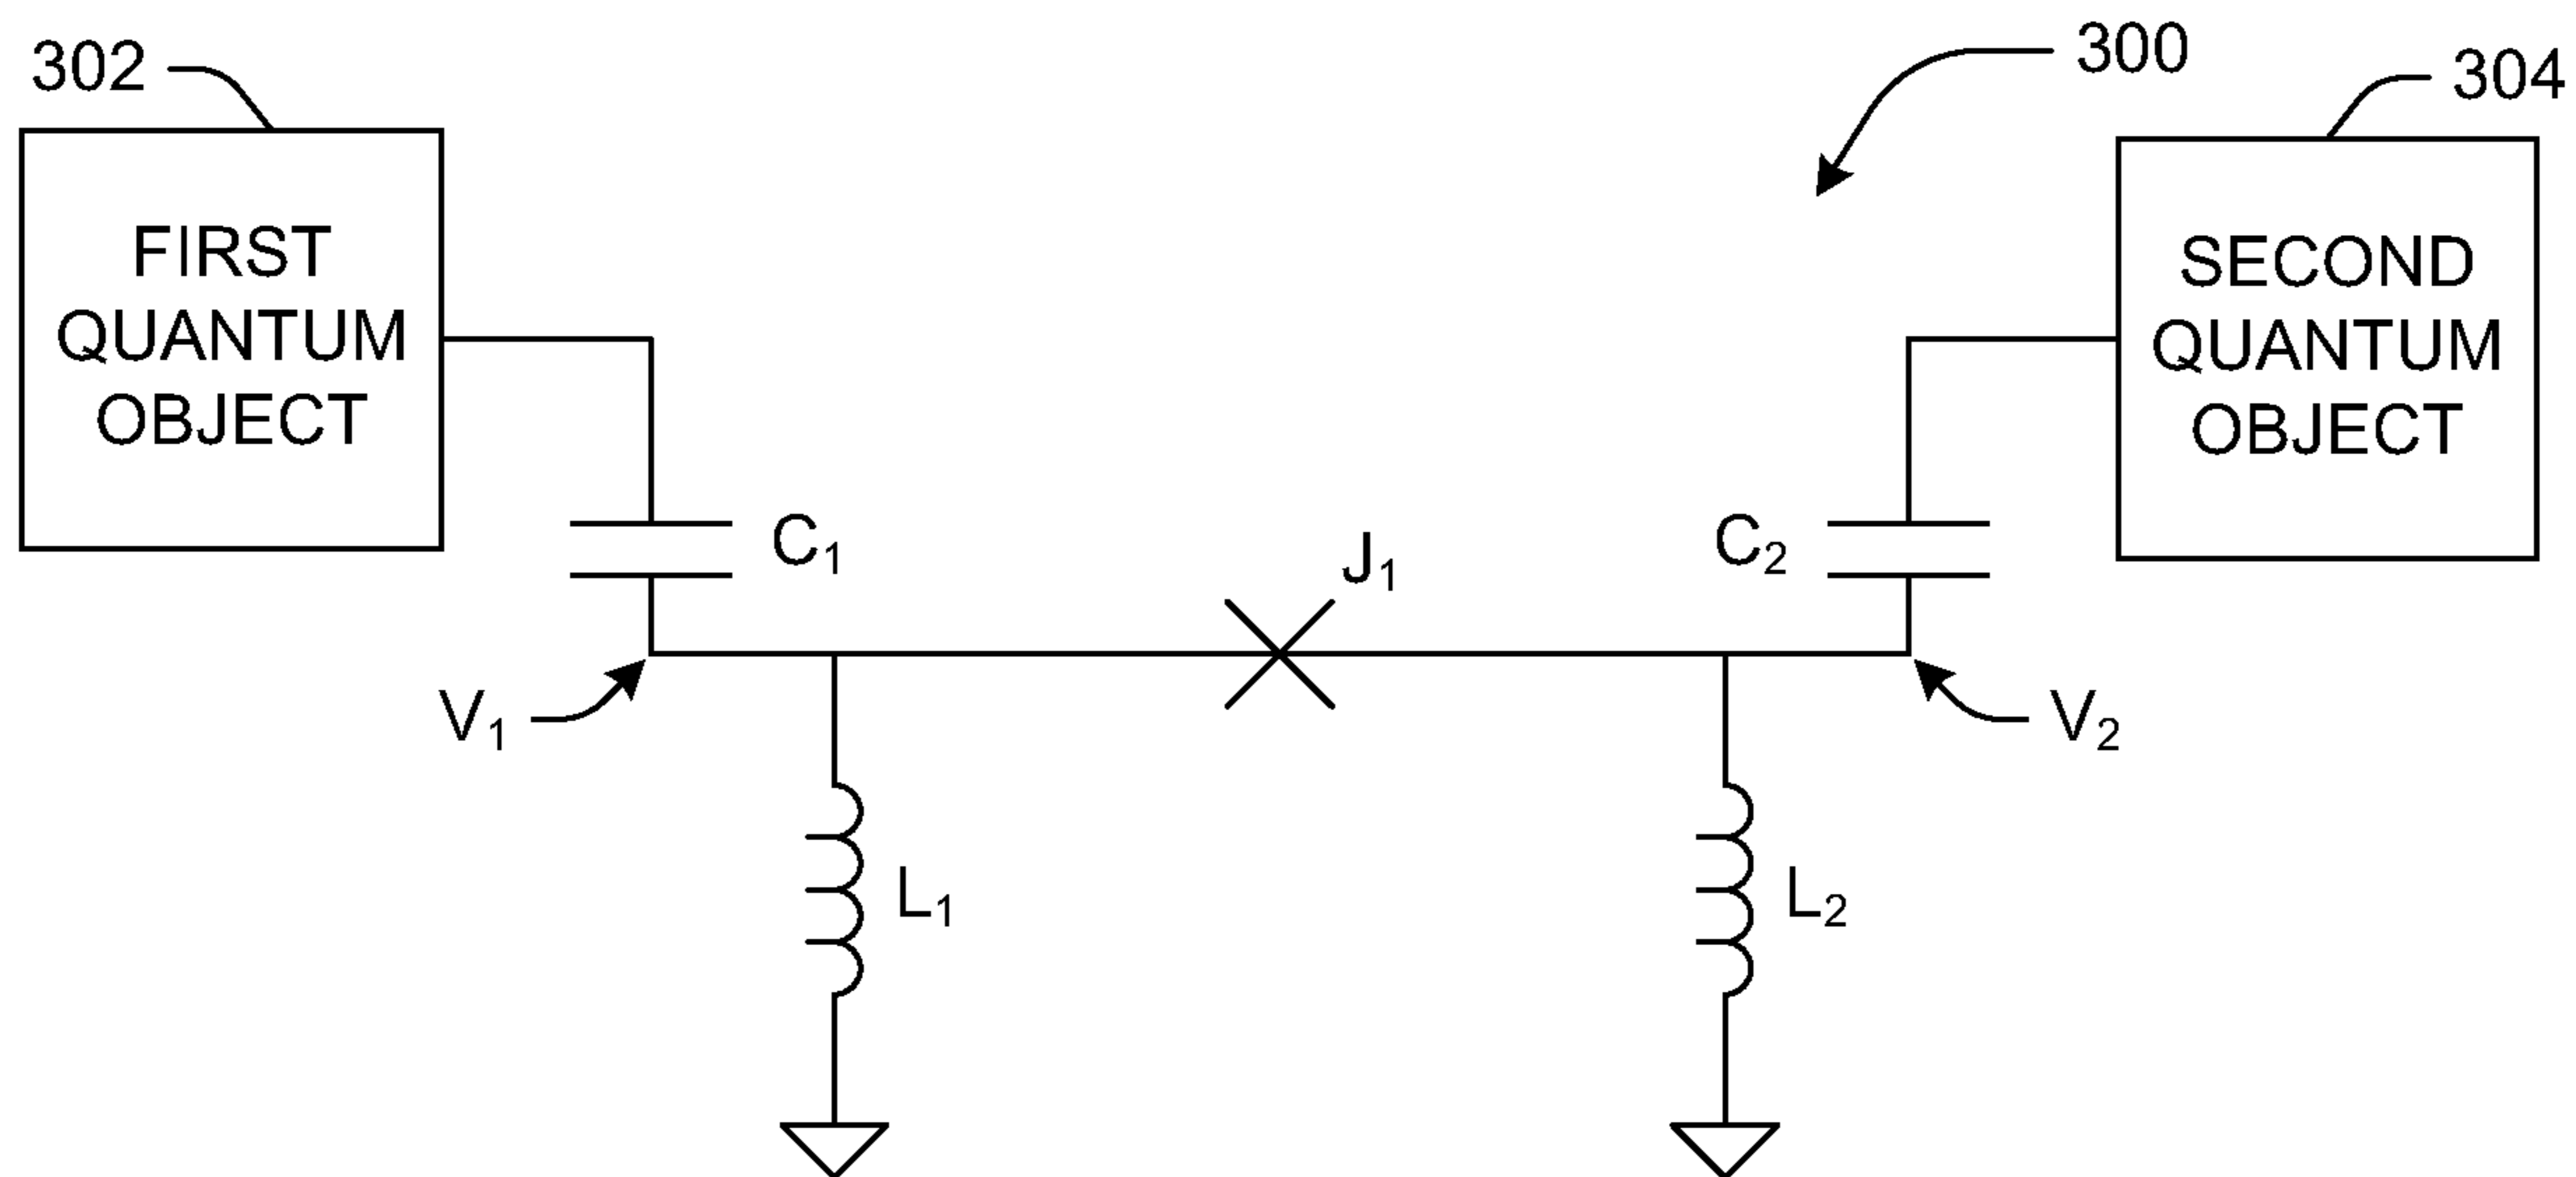 302
300
304
FIRST
QUANTUM
OBJECT
SECOND
QUANTUM
OBJECT
C₁
J₁
C₂
V₁
V₂
L₁
L₂